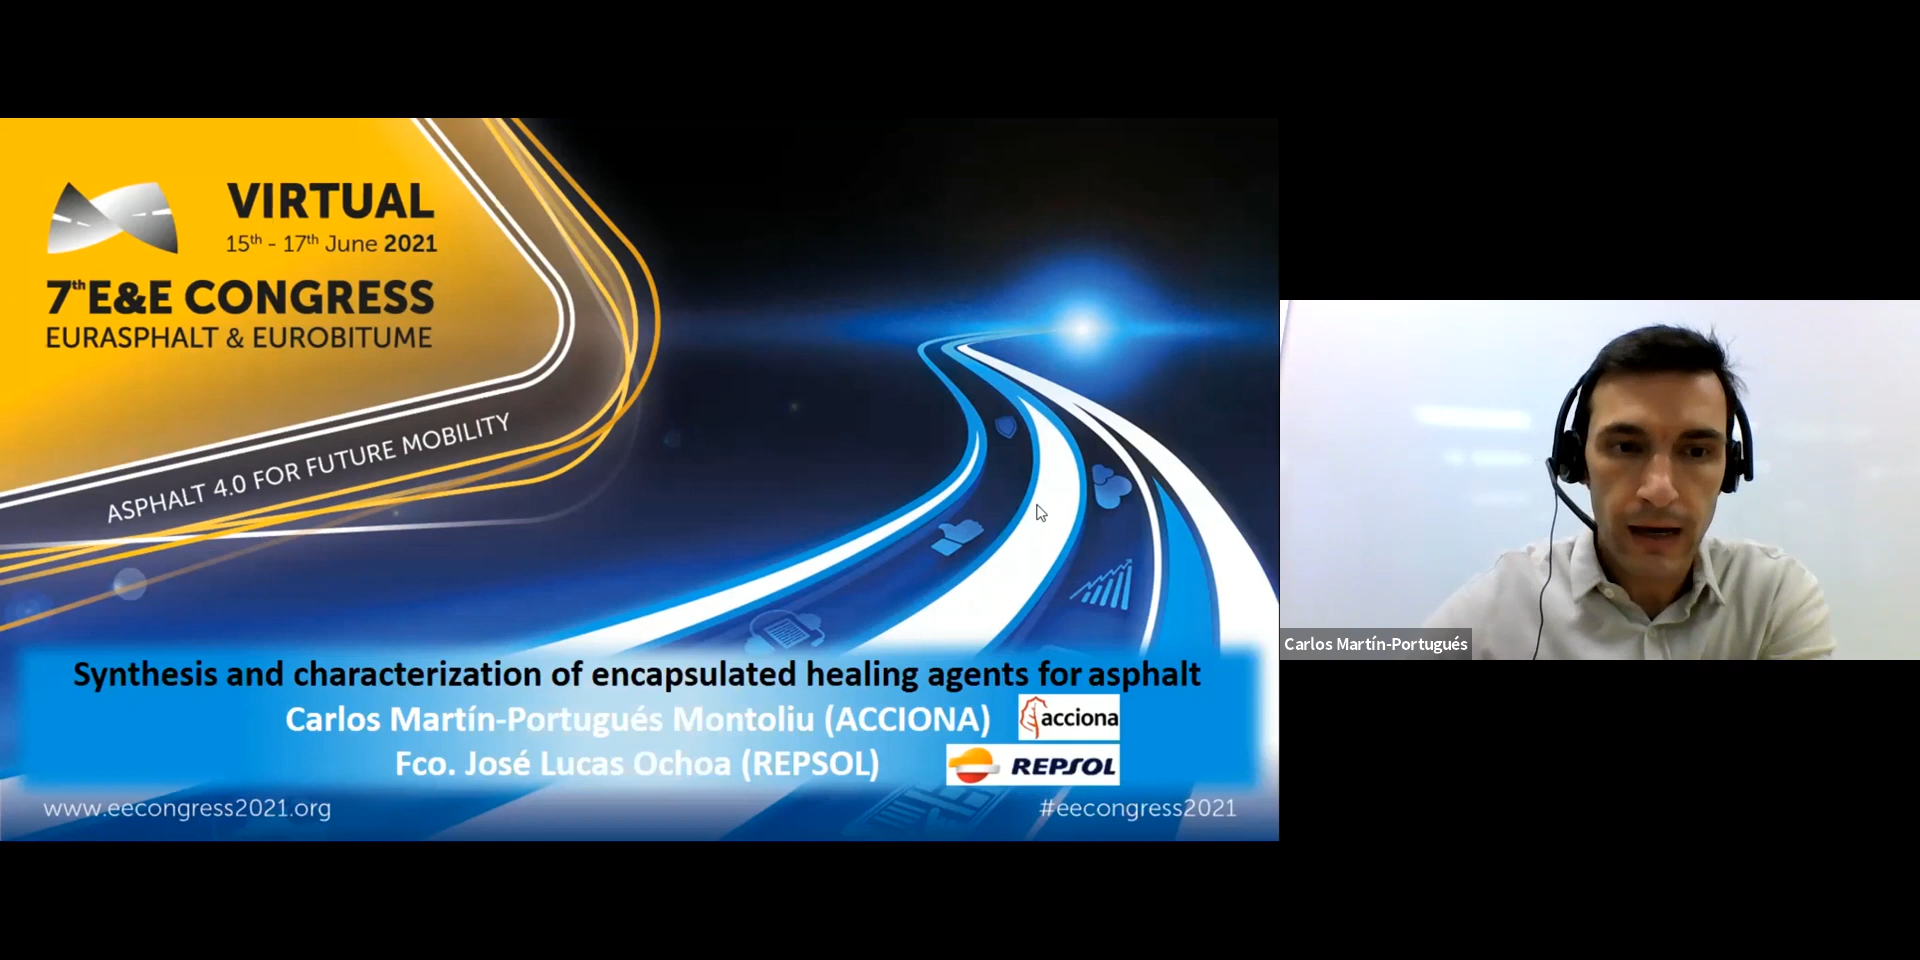 VIRTUAL
15th - 17th June 2021
7th E&E CONGRESS
EURASPHALT & EUROBITUME
ASPHALT 4.0 FOR FUTURE MOBILITY
Synthesis and characterization of encapsulated healing agents for asphalt
Carlos Martín-Portugués Montoliu (ACCIONA)
acciona
Fco. José Lucas Ochoa (REPSOL)
REPSOL
www.eecongress2021.org
#eecongress2021
Carlos Martín-Portugués